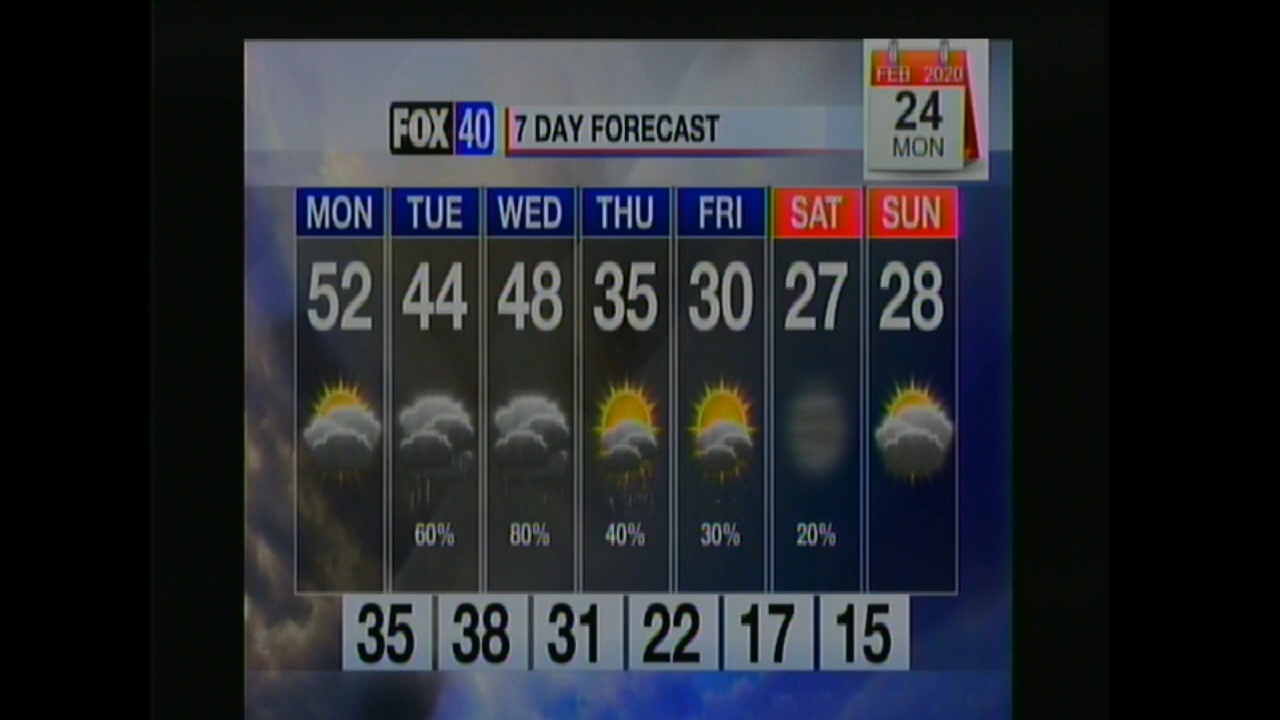 FEB 2020
24
MON
FOX 40 7 DAY FORECAST
MON TUE WED THU FRI SAT SUN
52 44 48 35 30 27 28
60% 80% 40% 30% 20%
35 38 31 22 17 15